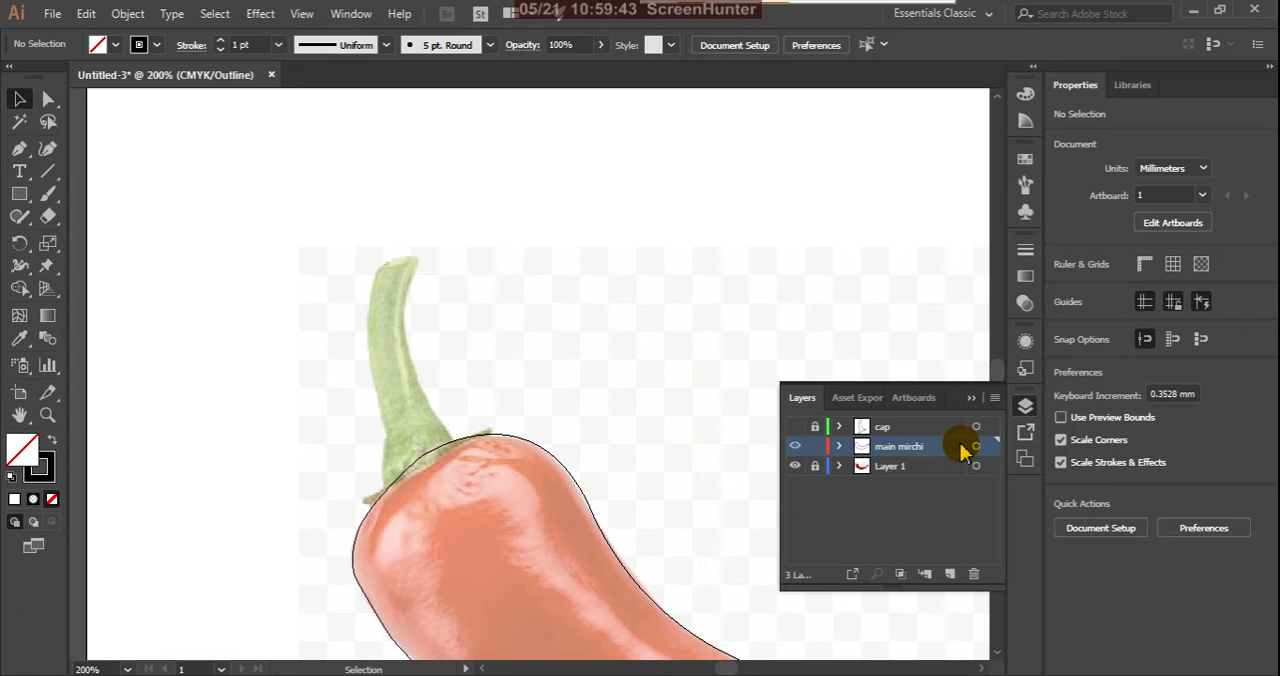 Ai File Edit Object Type Select Effect View Window Help Br St 05/21 10:59:43 ScreenHunter Essentials Classic Search Adobe Stock
No Selection Stroke: 1 pt Uniform 5 pt. Round Opacity: 100% Style: Document Setup Preferences
Untitled-3* @ 200% (CMYK/Outline)
Properties Libraries
No Selection
Document
Units: Millimeters
Artboard: 1
Edit Artboards
Ruler & Grids
Guides
Snap Options
Preferences
Keyboard Increment: 0.3528 mm
Use Preview Bounds
Scale Corners
Scale Strokes & Effects
Quick Actions
Document Setup Preferences
Layers Asset Expor Artboards
cap
main mirchi
Layer 1
3 La...
200% 1 Selection